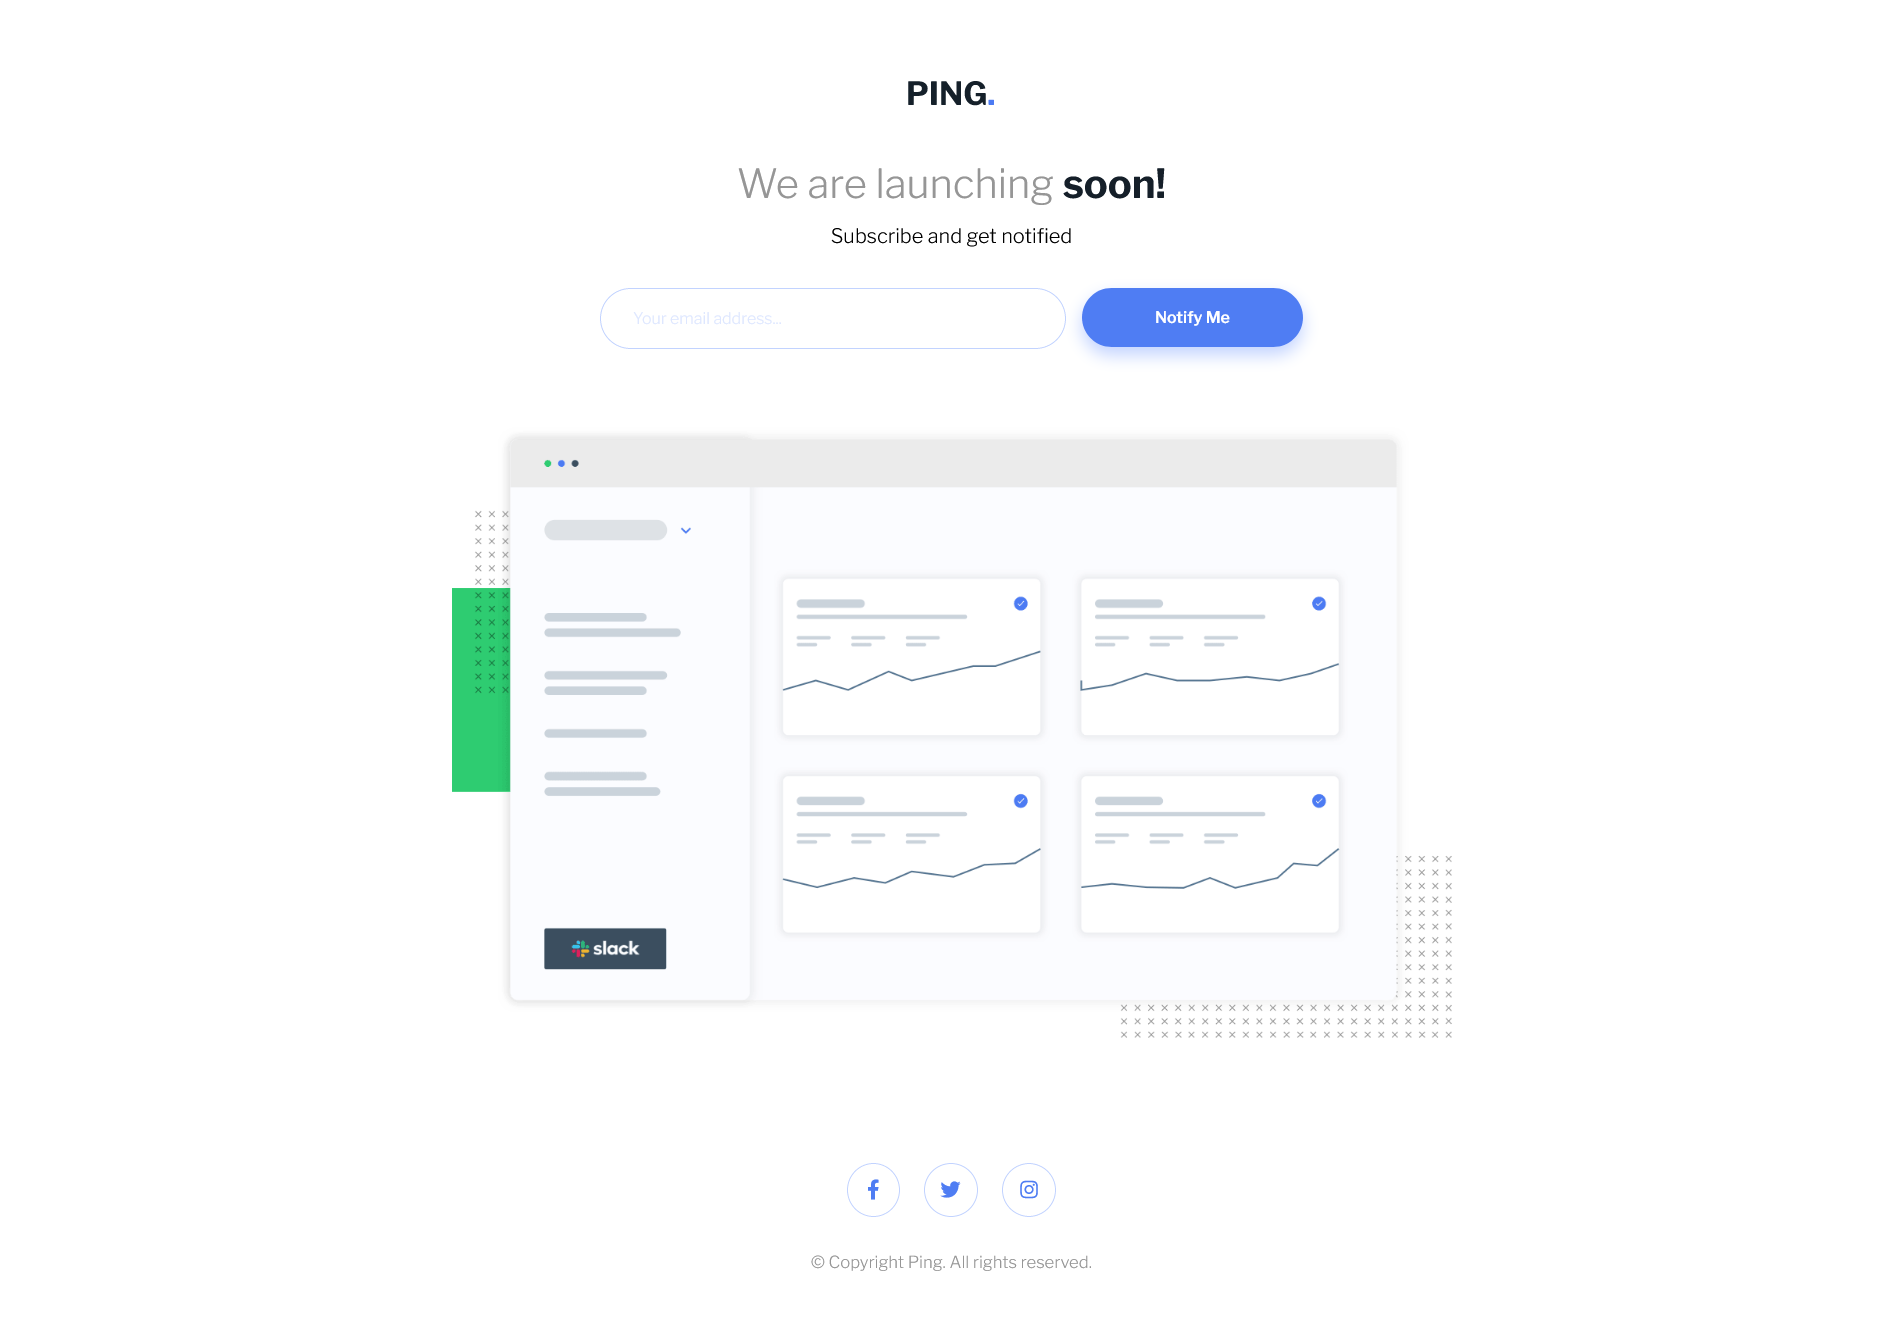 PING.
We are launching soon!
Subscribe and get notified
Your email address...
Notify Me
slack
© Copyright Ping. All rights reserved.